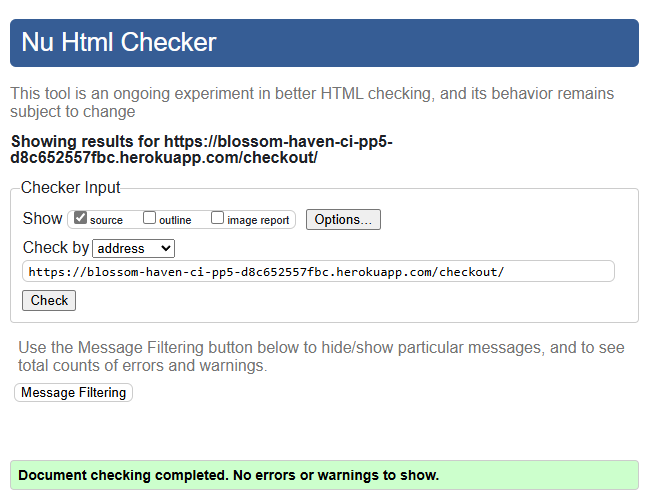 Nu Html Checker
This tool is an ongoing experiment in better HTML checking, and its behavior remains
subject to change
Showing results for https://blossom-haven-ci-pp5-
d8c652557fbc.herokuapp.com/checkout/
Checker Input
Show source outline image report Options...
Check by address
https://blossom-haven-ci-pp5-d8c652557fbc.herokuapp.com/checkout/
Check
Use the Message Filtering button below to hide/show particular messages, and to see
total counts of errors and warnings.
Message Filtering
Document checking completed. No errors or warnings to show.